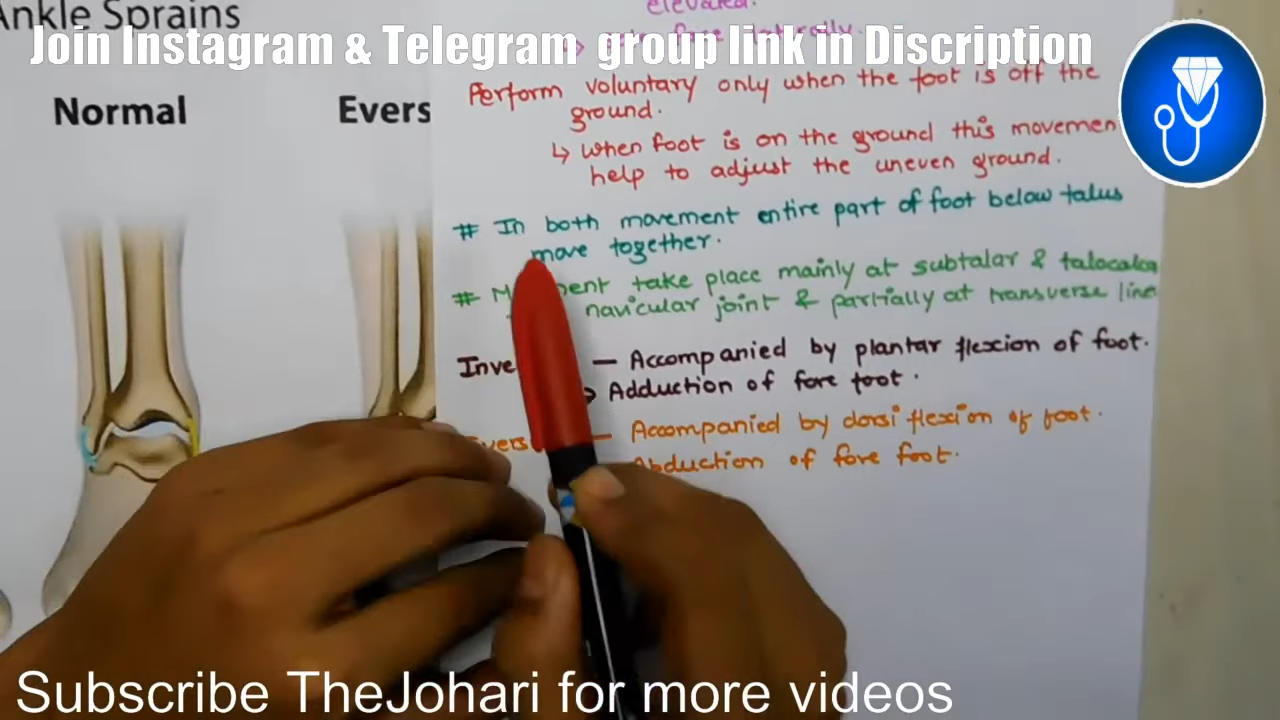 Ankle Sprains
elevated.
Join Instagram & Telegram group link in Discription
Normal
Evers
Perform voluntary only when the foot is off the
ground.
↳ when foot is on the ground this movemen
help to adjust the uneven ground.
# In both movement entire part of foot below talus
move together.
# M ent take place mainly at subtalar & talocalca
navicular joint & partially at transverse
Inve — Accompanied by plantar flexion of foot.
Adduction of fore foot.
Evers — Accompanied by dorsi flexion of foot.
Abduction of fore foot.
Subscribe TheJohari for more videos